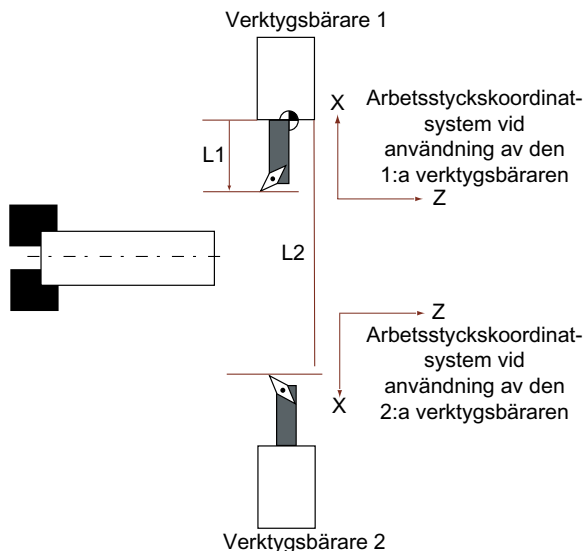 Verktygsbärare 1
X
Arbetsstyckskoordinat-
system vid
användning av den
1:a verktygsbäraren
L1
Z
L2
Z
Arbetsstyckskoordinat-
system vid
användning av den
2:a verktygsbäraren
X
Verktygsbärare 2